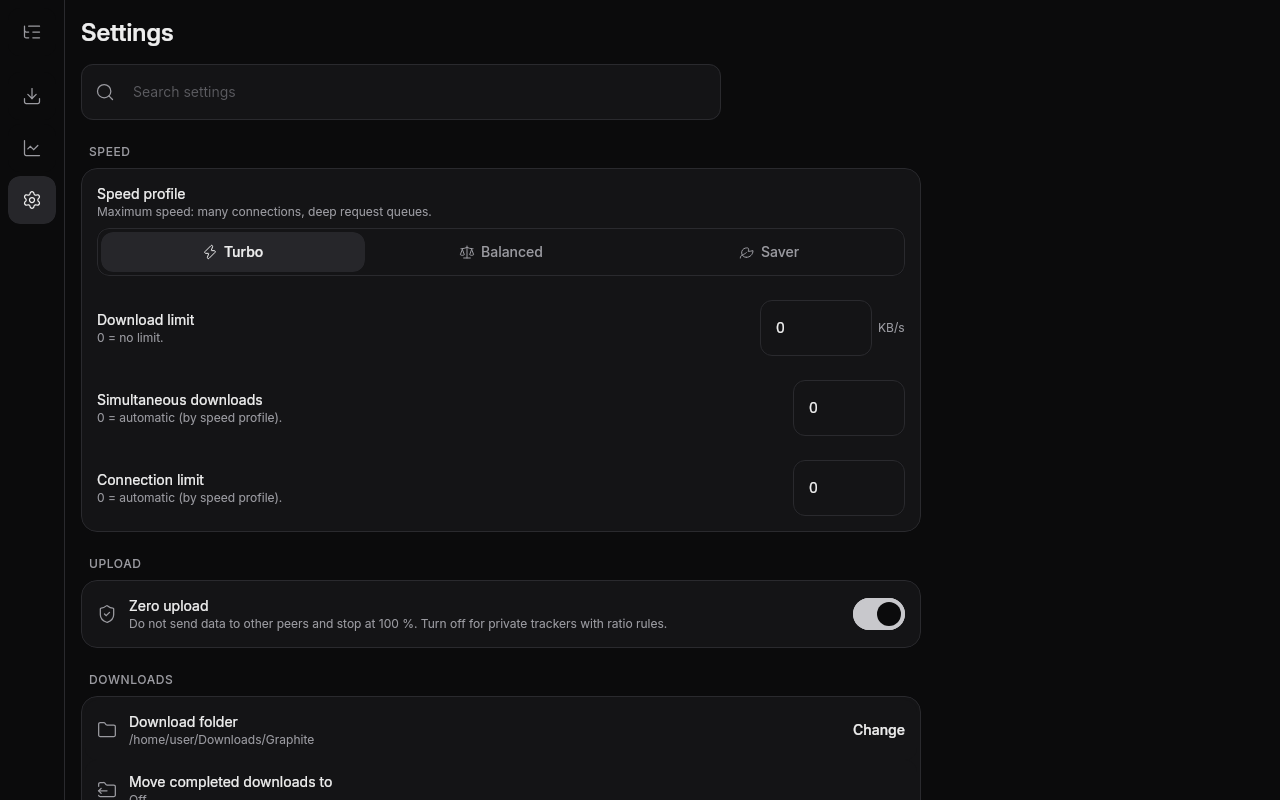 Settings
Search settings
SPEED
Speed profile
Maximum speed: many connections, deep request queues.
Turbo
Balanced
Saver
Download limit
0 = no limit.
0
KB/s
Simultaneous downloads
0 = automatic (by speed profile).
0
Connection limit
0 = automatic (by speed profile).
0
UPLOAD
Zero upload
Do not send data to other peers and stop at 100 %. Turn off for private trackers with ratio rules.
DOWNLOADS
Download folder
/home/user/Downloads/Graphite
Change
Move completed downloads to
Off